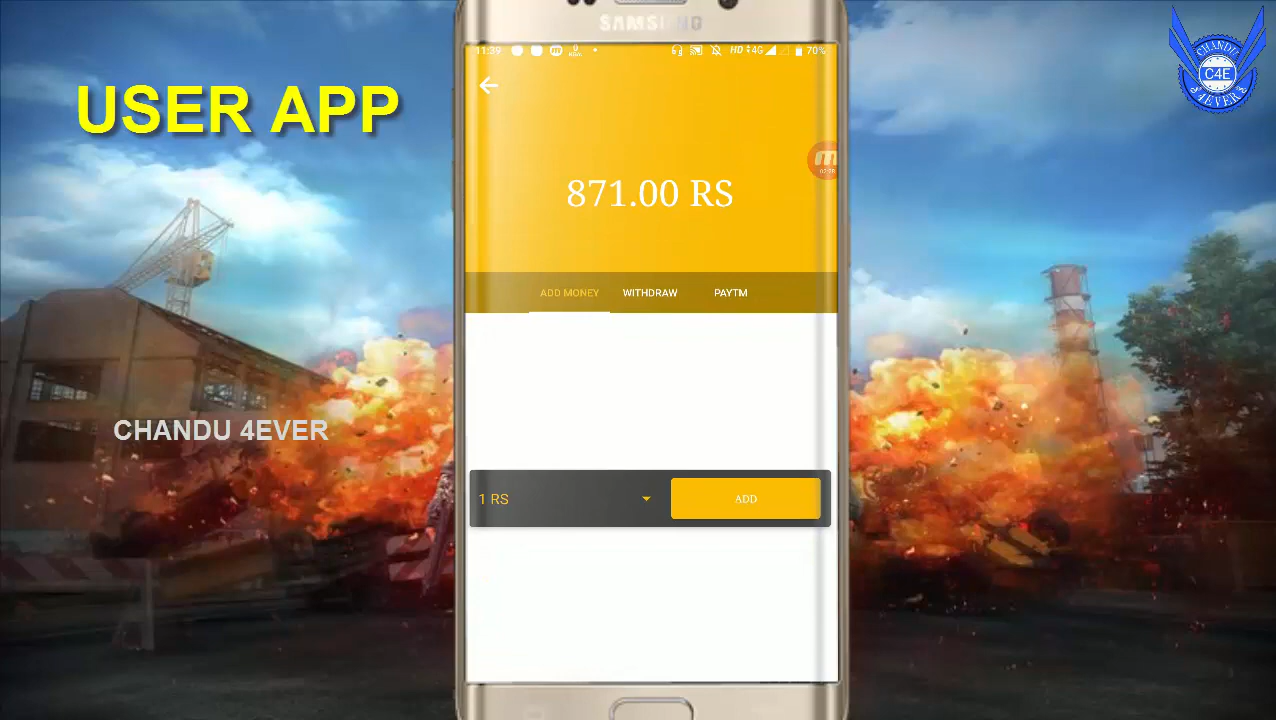 USER APP
CHANDU 4EVER
SAMSUNG
11:39
HD 4G 70%
871.00 RS
ADD MONEY WITHDRAW PAYTM
1 RS ADD
CHANDU
C4E
4EVER